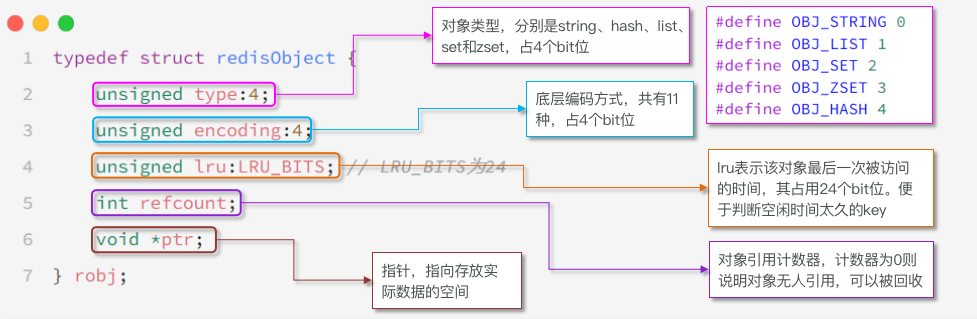 1 typedef struct redisObject {
2 unsigned type:4;
3 unsigned encoding:4;
4 unsigned lru:LRU_BITS; // LRU_BITS为24
5 int refcount;
6 void *ptr;
7 } robj;
对象类型，分别是string、hash、list、
set和zset，占4个bit位
#define OBJ_STRING 0
#define OBJ_LIST 1
#define OBJ_SET 2
#define OBJ_ZSET 3
#define OBJ_HASH 4
底层编码方式，共有11
种，占4个bit位
lru表示该对象最后一次被访问
的时间，其占用24个bit位。便
于判断空闲时间太久的key
对象引用计数器，计数器为0则
说明对象无人引用，可以被回收
指针，指向存放实
际数据的空间